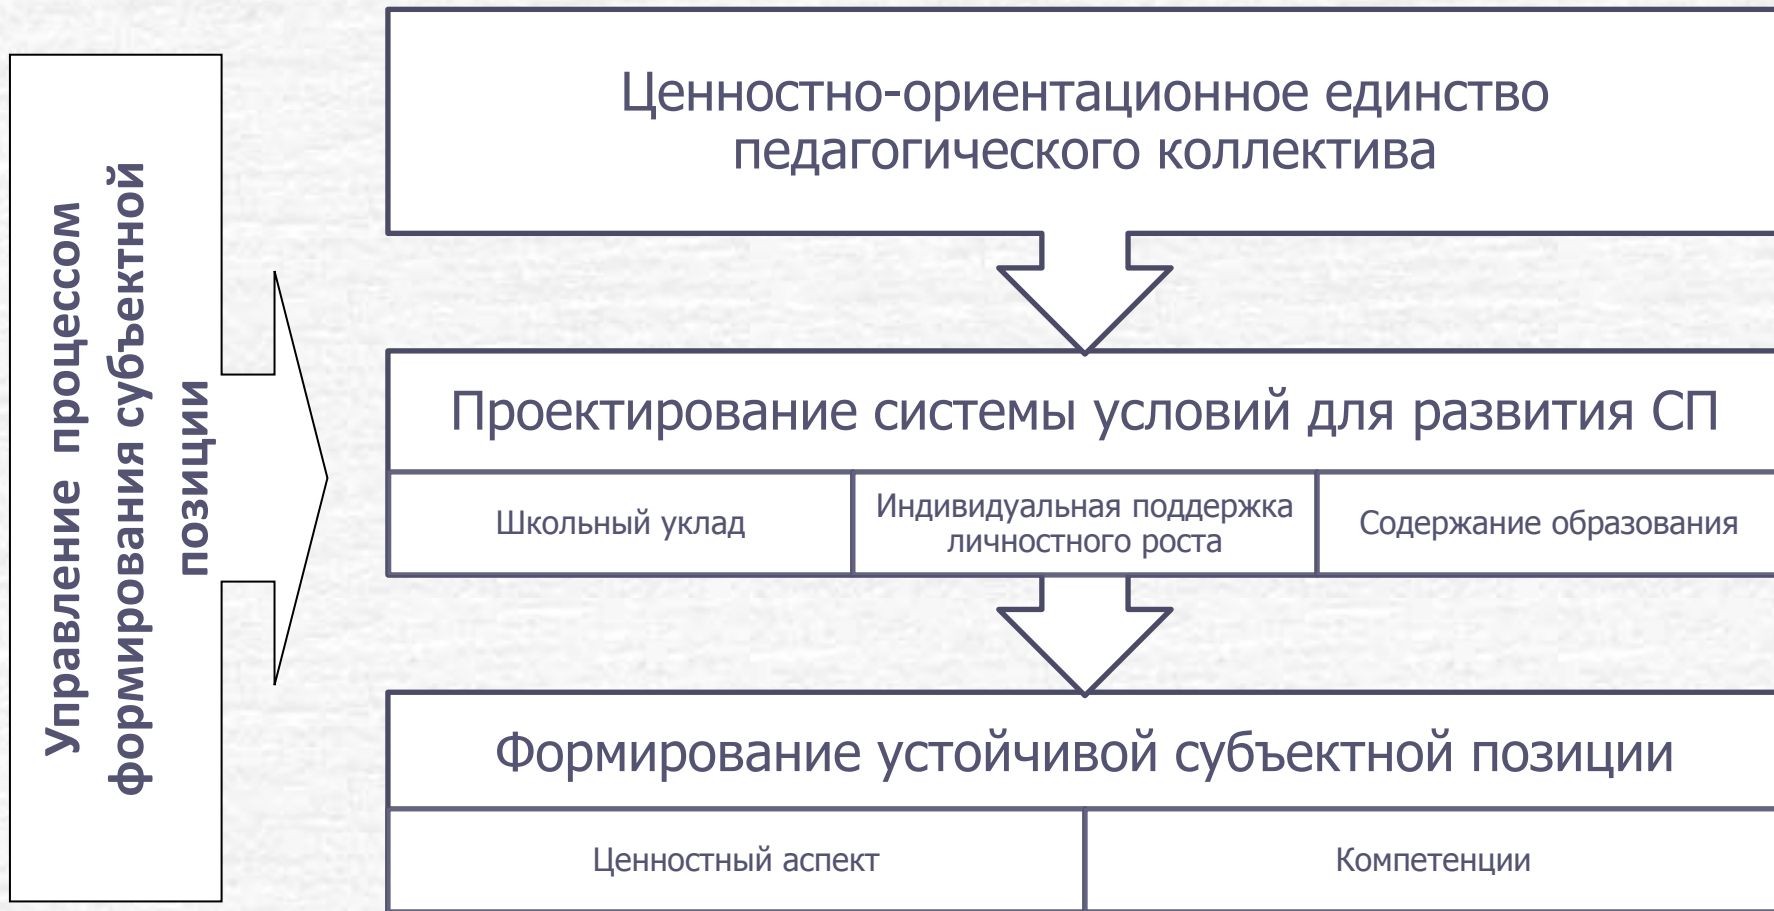 Управление процессом
формирования субъектной
позиции
Ценностно-ориентационное единство
педагогического коллектива
Проектирование системы условий для развития СП
Школьный уклад
Индивидуальная поддержка
личностного роста
Содержание образования
Формирование устойчивой субъектной позиции
Ценностный аспект
Компетенции